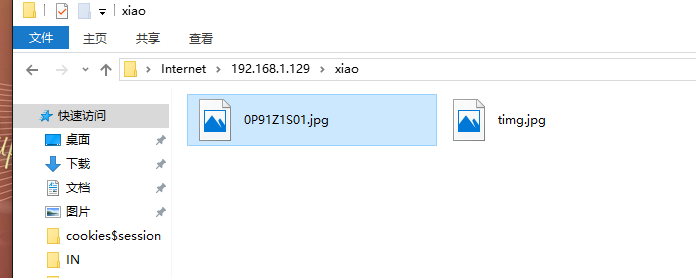 xiao
文件 主页 共享 查看
Internet 192.168.1.129 xiao
快速访问
桌面
下载
文档
图片
cookies$session
IN
0P91Z1S01.jpg timg.jpg